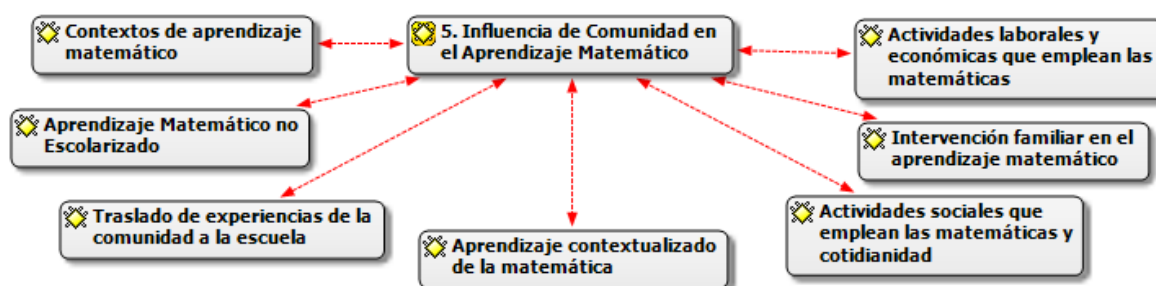 Contextos de aprendizaje
matemático
5. Influencia de Comunidad en
el Aprendizaje Matemático
Actividades laborales y
económicas que emplean las
matemáticas
Aprendizaje Matemático no
Escolarizado
Intervención familiar en el
aprendizaje matemático
Traslado de experiencias de la
comunidad a la escuela
Aprendizaje contextualizado
de la matemática
Actividades sociales que
emplean las matemáticas y
cotidianidad